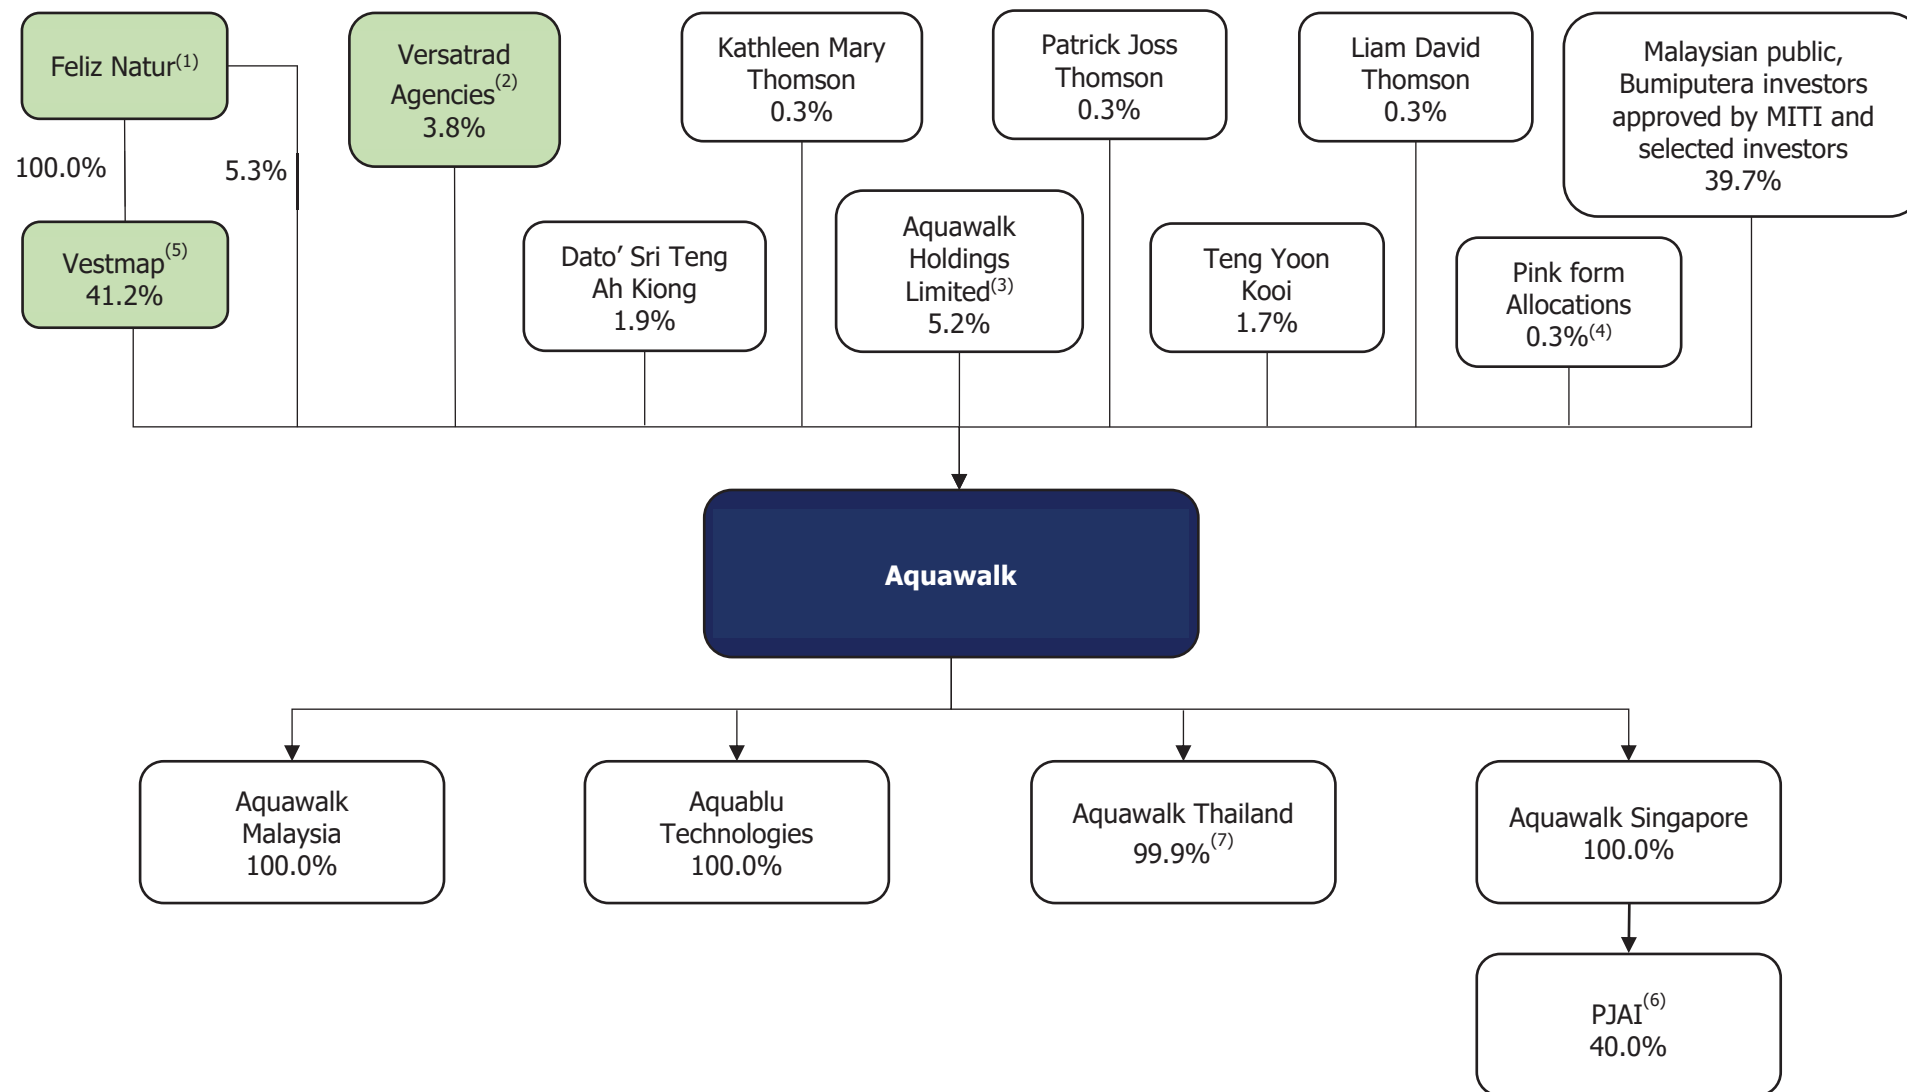 Feliz Natur(1)
Versatrad
Agencies(2)
3.8%
Kathleen Mary
Thomson
0.3%
Patrick Joss
Thomson
0.3%
Liam David
Thomson
0.3%
Malaysian public,
Bumiputera investors
approved by MITI and
selected investors
39.7%
100.0%
5.3%
Vestmap(5)
41.2%
Dato’ Sri Teng
Ah Kiong
1.9%
Aquawalk
Holdings
Limited(3)
5.2%
Teng Yoon
Kooi
1.7%
Pink form
Allocations
0.3%(4)
Aquawalk
Aquawalk
Malaysia
100.0%
Aquablu
Technologies
100.0%
Aquawalk Thailand
99.9%(7)
Aquawalk Singapore
100.0%
PJAI(6)
40.0%